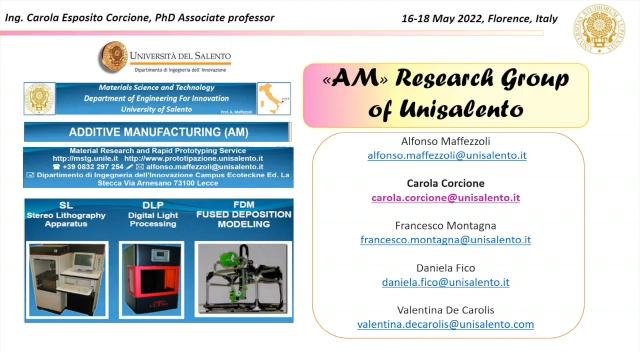 Ing. Carola Esposito Corcione, PhD Associate professor
16-18 May 2022, Florence, Italy
UNIVERSITÀ DEL SALENTO
Dipartimento di Ingegneria dell' Innovazione
Materials Science and Technology
Department of Engineering For Innovation
University of Salento
Prof. A. Maffezzoli
ADDITIVE MANUFACTURING (AM)
Material Research and Rapid Prototyping Service
http://mstg.unile.it http://www.prototipazione.unisalento.it
☎ +39 0832 297 254 🖉 ✉ alfonso.maffezzoli@unisalento.it
Dipartimento di Ingegneria dell'Innovazione Campus Ecotekne Ed. La
Stecca Via Arnesano 73100 Lecce
SL
Stereo Lithography
Apparatus
DLP
Digital Light
Processing
FDM
FUSED DEPOSITION
MODELING
«AM» Research Group
of Unisalento
Alfonso Maffezzoli
alfonso.maffezzoli@unisalento.it
Carola Corcione
carola.corcione@unisalento.it
Francesco Montagna
francesco.montagna@unisalento.it
Daniela Fico
daniela.fico@unisalento.it
Valentina De Carolis
valentina.decarolis@unisalento.com